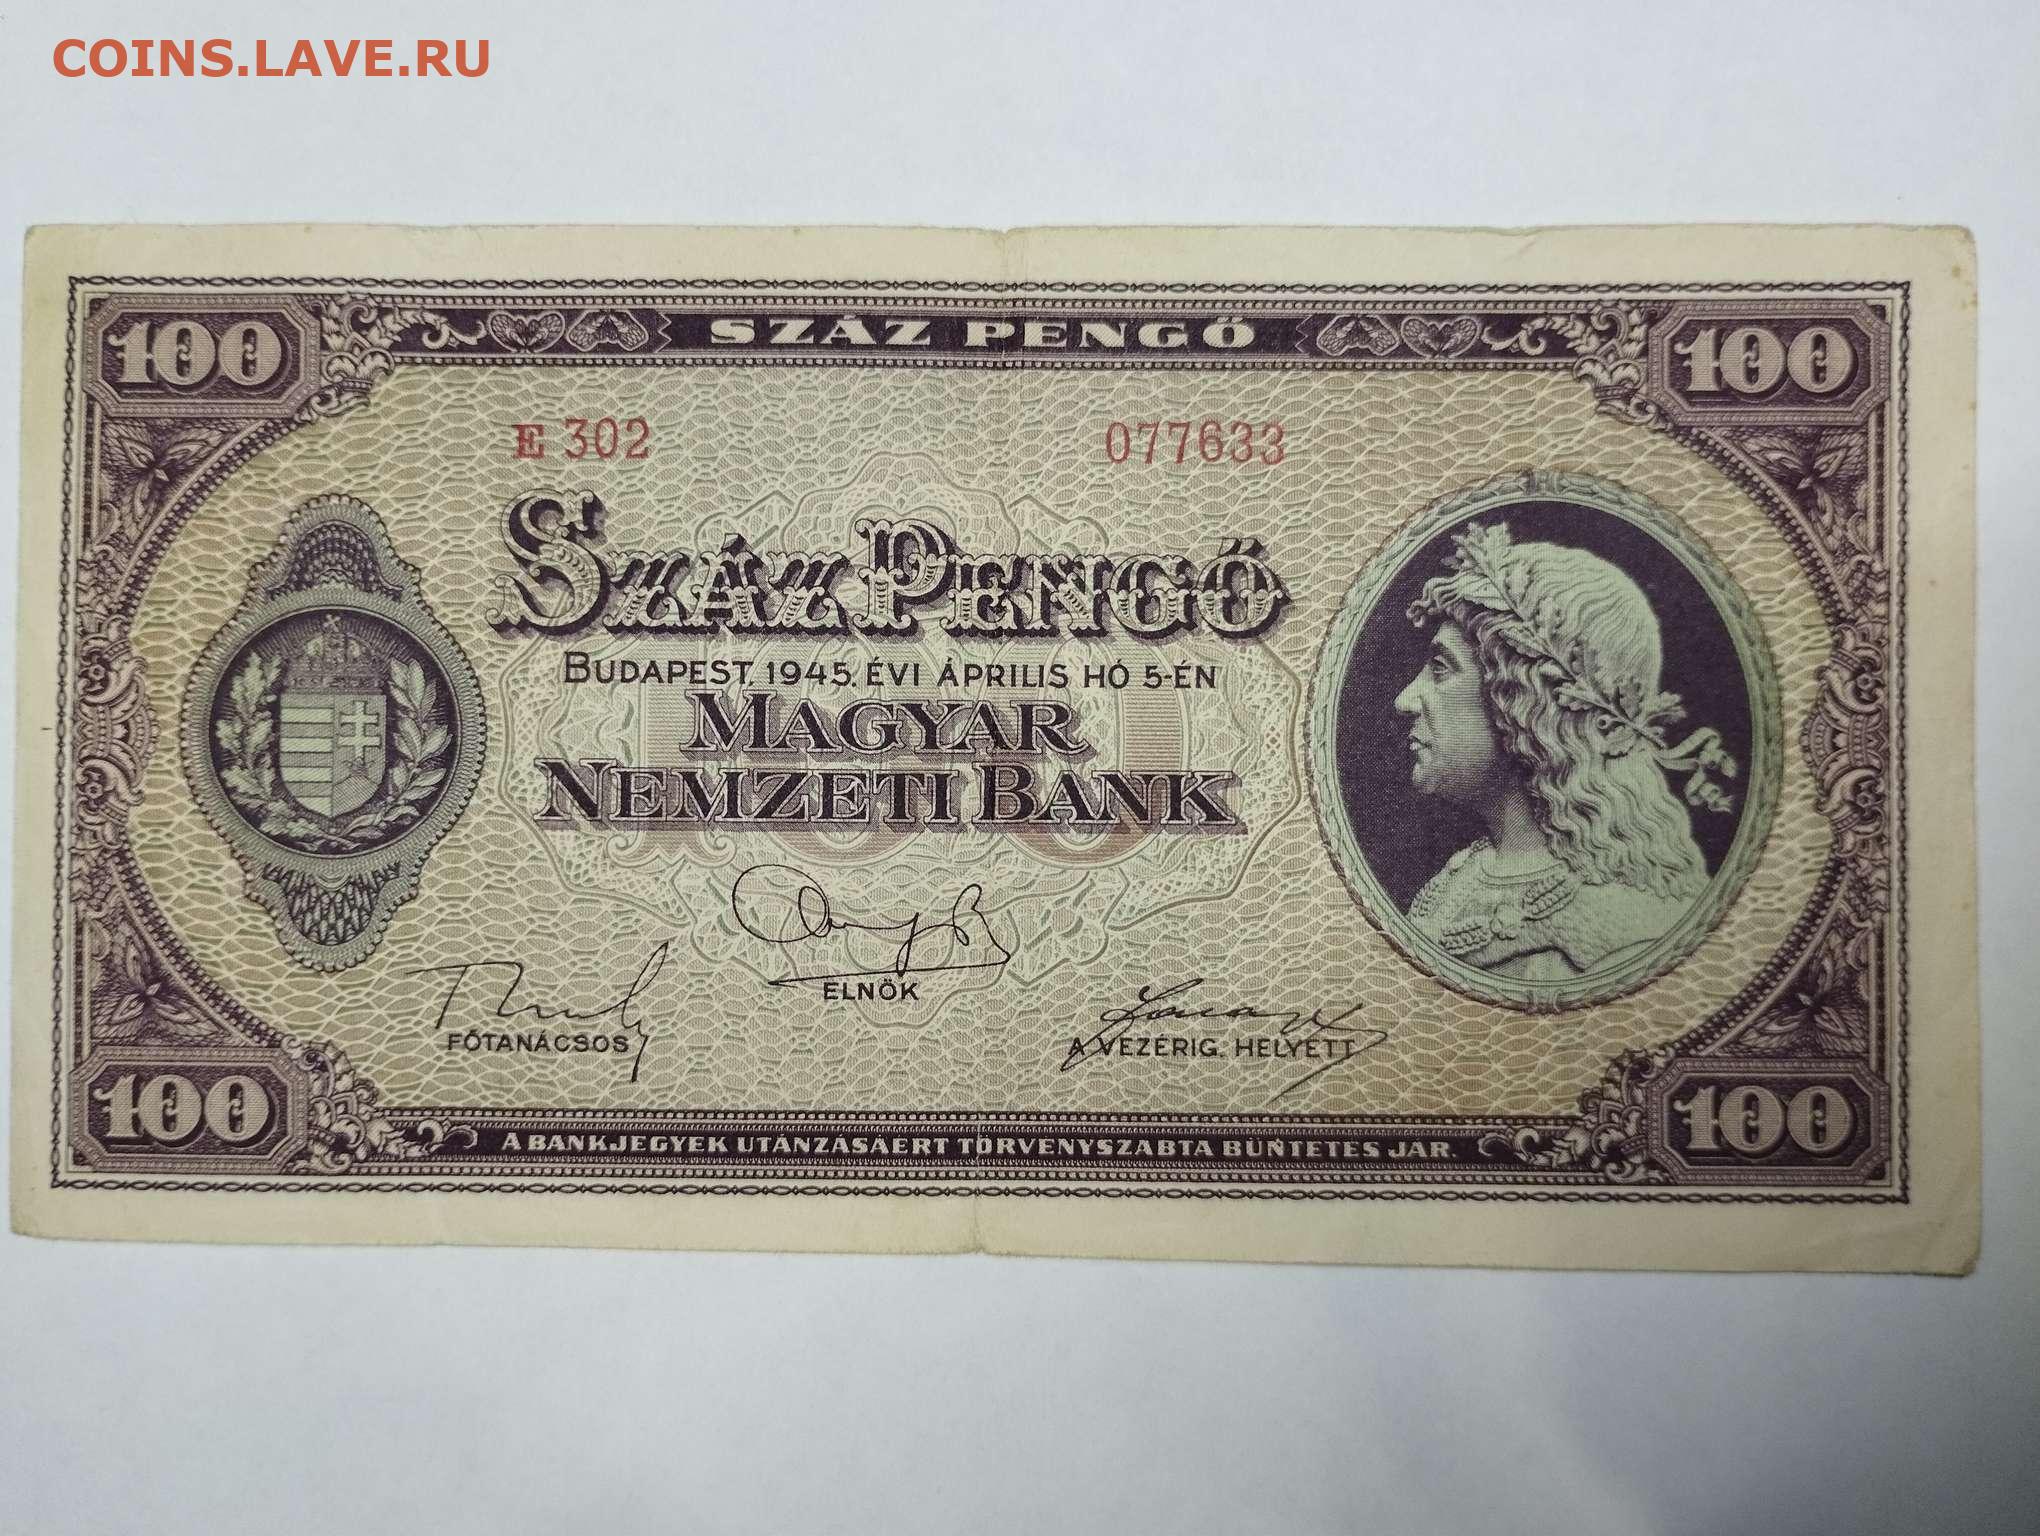 COINS.LAVE.RU
100 SZÁZ PENGŐ 100
E 302 077633
SZÁZ PENGŐ
BUDAPEST. 1945. ÉVI ÁPRILIS HÓ 5-ÉN
MAGYAR
NEMZETI BANK
ELNÖK
FŐTANÁCSOS
A VEZÉRIG. HELYETT
100 A BANKJEGYEK UTÁNZÁSÁÉRT TÖRVÉNYSZABTA BÜNTETÉS JÁR. 100